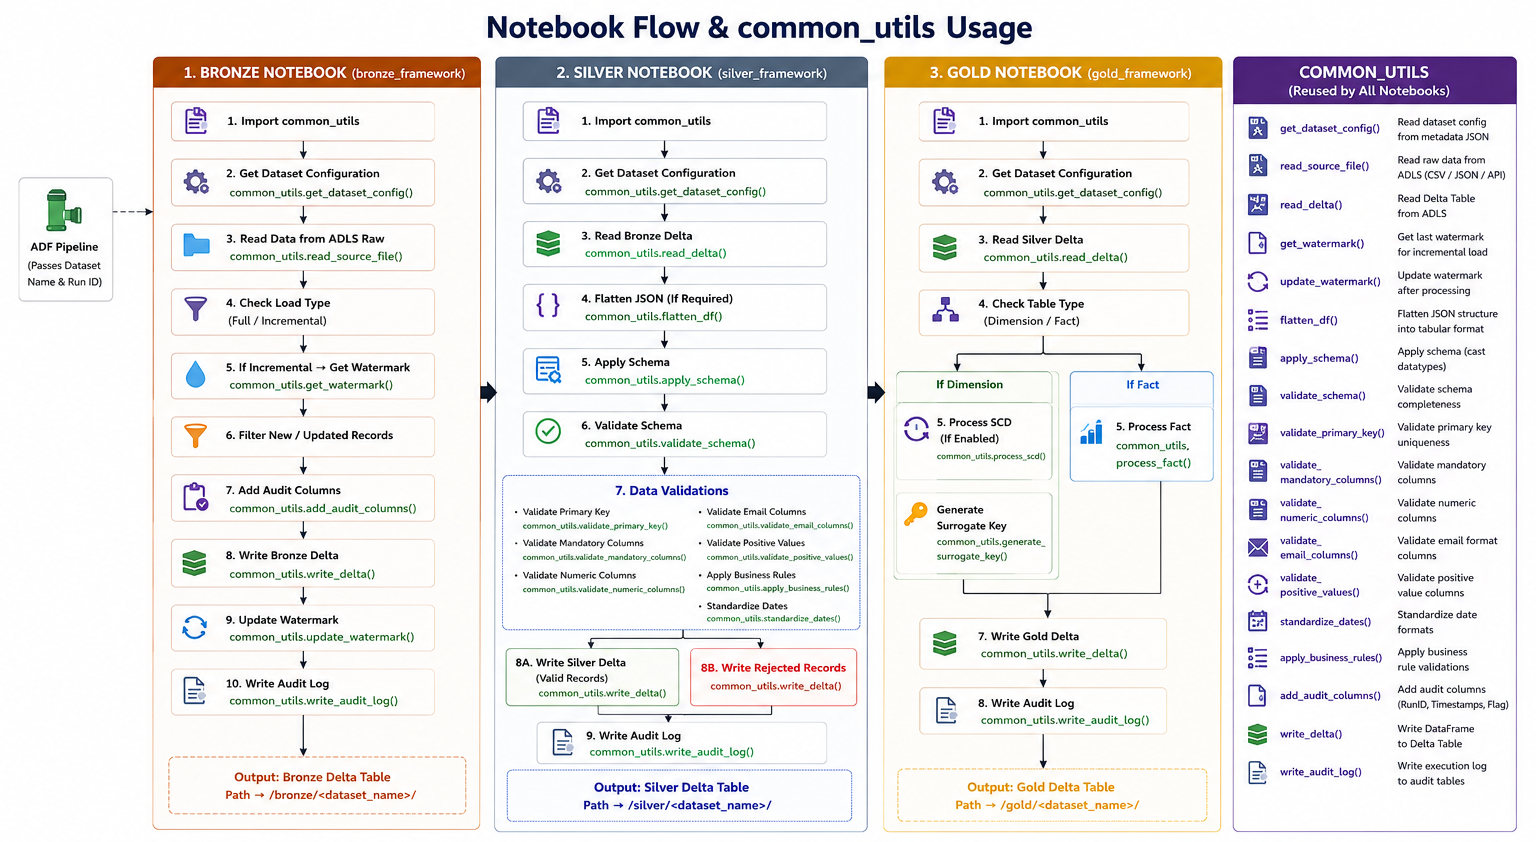 Notebook Flow & common_utils Usage
ADF Pipeline
(Passes Dataset
Name & Run ID)
1. BRONZE NOTEBOOK (bronze_framework)
1. Import common_utils
2. Get Dataset Configuration
common_utils.get_dataset_config()
3. Read Data from ADLS Raw
common_utils.read_source_file()
4. Check Load Type
(Full / Incremental)
5. If Incremental → Get Watermark
common_utils.get_watermark()
6. Filter New / Updated Records
7. Add Audit Columns
common_utils.add_audit_columns()
8. Write Bronze Delta
common_utils.write_delta()
9. Update Watermark
common_utils.update_watermark()
10. Write Audit Log
common_utils.write_audit_log()
Output: Bronze Delta Table
Path → /bronze/<dataset_name>/
2. SILVER NOTEBOOK (silver_framework)
1. Import common_utils
2. Get Dataset Configuration
common_utils.get_dataset_config()
3. Read Bronze Delta
common_utils.read_delta()
4. Flatten JSON (If Required)
common_utils.flatten_df()
5. Apply Schema
common_utils.apply_schema()
6. Validate Schema
common_utils.validate_schema()
7. Data Validations
• Validate Primary Key
common_utils.validate_primary_key()
• Validate Mandatory Columns
common_utils.validate_mandatory_columns()
• Validate Numeric Columns
common_utils.validate_numeric_columns()
• Validate Email Columns
common_utils.validate_email_columns()
• Validate Positive Values
common_utils.validate_positive_values()
• Apply Business Rules
common_utils.apply_business_rules()
• Standardize Dates
common_utils.standardize_dates()
8A. Write Silver Delta
(Valid Records)
common_utils.write_delta()
8B. Write Rejected Records
common_utils.write_delta()
9. Write Audit Log
common_utils.write_audit_log()
Output: Silver Delta Table
Path → /silver/<dataset_name>/
3. GOLD NOTEBOOK (gold_framework)
1. Import common_utils
2. Get Dataset Configuration
common_utils.get_dataset_config()
3. Read Silver Delta
common_utils.read_delta()
4. Check Table Type
(Dimension / Fact)
If Dimension
5. Process SCD
(If Enabled)
common_utils.process_scd()
Generate
Surrogate Key
common_utils.generate_
surrogate_key()
If Fact
5. Process Fact
common_utils,
process_fact()
7. Write Gold Delta
common_utils.write_delta()
8. Write Audit Log
common_utils.write_audit_log()
Output: Gold Delta Table
Path → /gold/<dataset_name>/
COMMON_UTILS
(Reused by All Notebooks)
get_dataset_config()
Read dataset config
from metadata JSON
read_source_file()
Read raw data from
ADLS (CSV / JSON / API)
read_delta()
Read Delta Table
from ADLS
get_watermark()
Get last watermark
for incremental load
update_watermark()
Update watermark
after processing
flatten_df()
Flatten JSON structure
into tabular format
apply_schema()
Apply schema (cast
datatypes)
validate_schema()
Validate schema
completeness
validate_primary_key()
Validate primary key
uniqueness
validate_
mandatory_columns()
Validate mandatory
columns
validate_
numeric_columns()
Validate numeric
columns
validate_
email_columns()
Validate email format
columns
validate_
positive_values()
Validate positive
value columns
standardize_dates()
Standardize date
formats
apply_business_rules()
Apply business
rule validations
add_audit_columns()
Add audit columns
(RunID, Timestamps, Flag)
write_delta()
Write DataFrame
to Delta Table
write_audit_log()
Write execution log
to audit tables